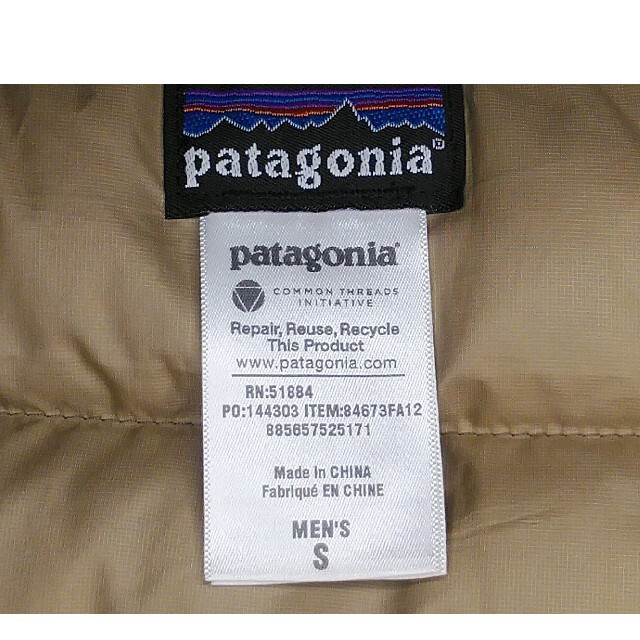 patagonia®
patagonia®
COMMON THREADS
INITIATIVE
Repair, Reuse, Recycle
This Product
www.patagonia.com
RN:51884
PO:144303 ITEM:84673FA12
885657525171
Made in CHINA
Fabriqué EN CHINE
MEN'S
S